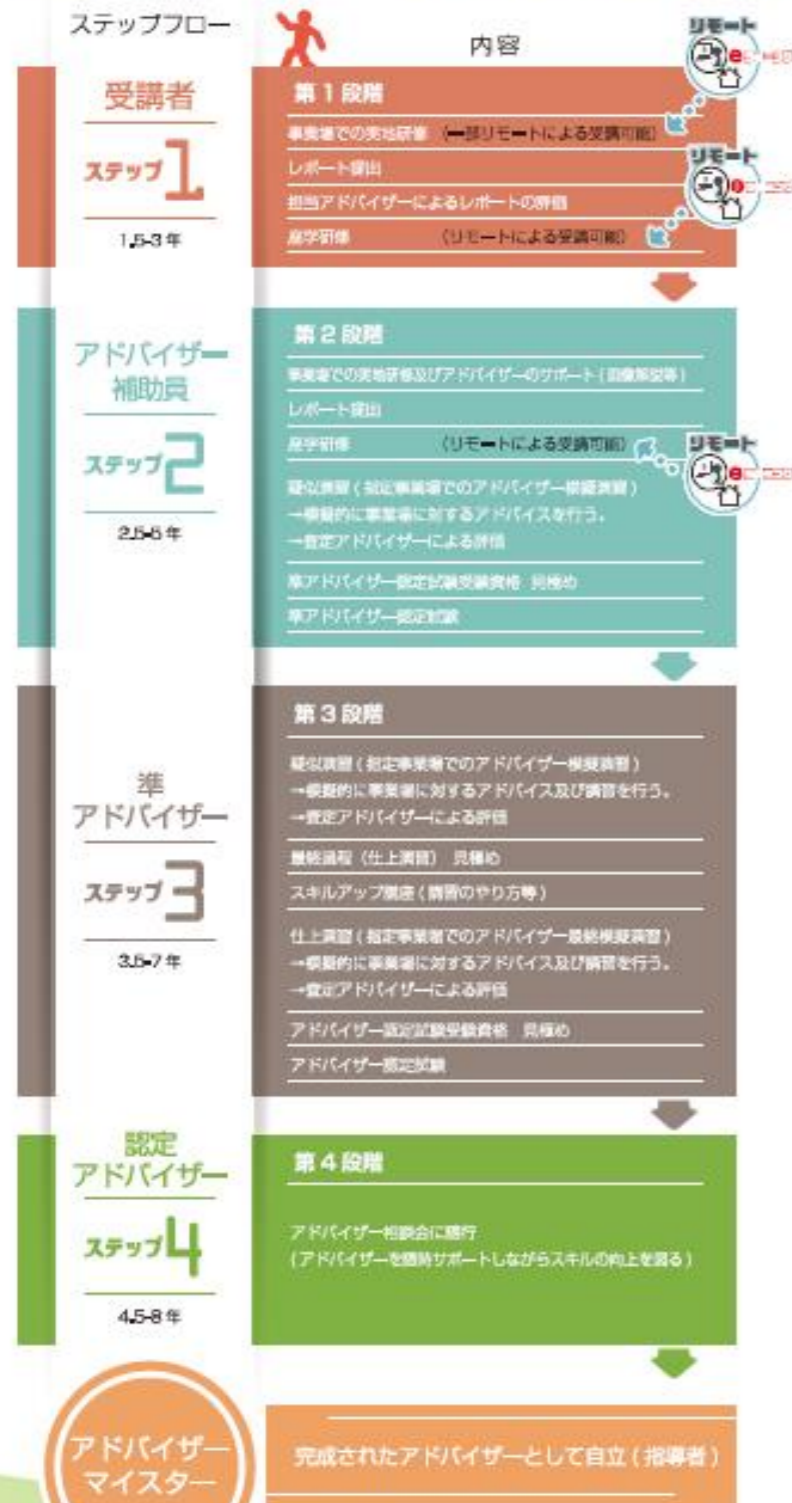 ステップフロー
内容
リモート
受講者
ステップ1
1.5-3年
第1段階
事業場での実地研修 (一部リモートによる受講可能)
レポート提出
担当アドバイザーによるレポートの評価
座学研修 (リモートによる受講可能)
リモート
アドバイザー
補助員
ステップ2
2.5-6年
第2段階
事業場での実地研修及びアドバイザーのサポート(画像解説等)
レポート提出
座学研修 (リモートによる受講可能)
リモート
疑似演習(指定事業場でのアドバイザー模擬演習)
→模擬的に事業場に対するアドバイスを行う。
→査定アドバイザーによる評価
準アドバイザー認定試験受験資格 見極め
準アドバイザー認定試験
準
アドバイザー
ステップ3
3.5-7年
第3段階
疑似演習(指定事業場でのアドバイザー模擬演習)
→模擬的に事業場に対するアドバイス及び講習を行う。
→査定アドバイザーによる評価
最終過程(仕上演習) 見極め
スキルアップ講座(講習のやり方等)
仕上演習(指定事業場でのアドバイザー最終模擬演習)
→模擬的に事業場に対するアドバイス及び講習を行う。
→査定アドバイザーによる評価
アドバイザー認定試験受験資格 見極め
アドバイザー認定試験
認定
アドバイザー
ステップ4
4.5-8年
第4段階
アドバイザー相談会に随行
(アドバイザーを随時サポートしながらスキルの向上を図る)
アドバイザー
マイスター
完成されたアドバイザーとして自立(指導者)